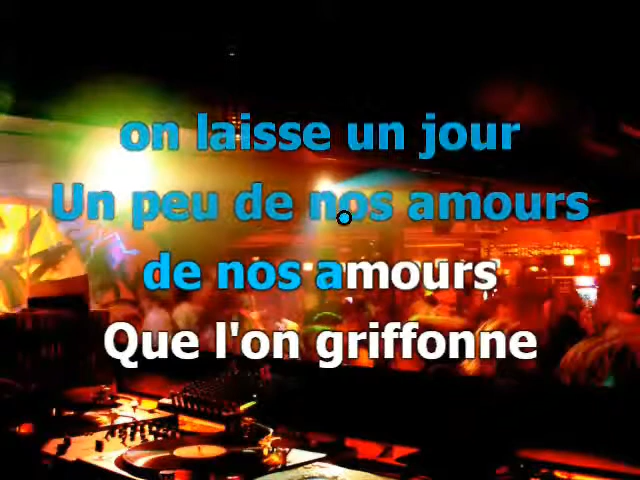 on laisse un jour
Un peu de nos amours
de nos amours
Que l'on griffonne